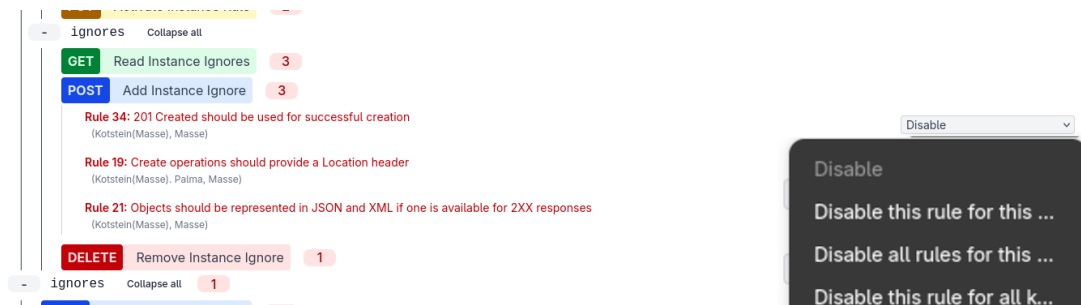 - ignores Collapse all
GET Read Instance Ignores 3
POST Add Instance Ignore 3
Rule 34: 201 Created should be used for successful creation
(Kotstein(Masse), Masse)
Disable
Rule 19: Create operations should provide a Location header
(Kotstein(Masse). Palma, Masse)
Disable
Disable this rule for this ...
Rule 21: Objects should be represented in JSON and XML if one is available for 2XX responses
(Kotstein(Masse), Masse)
Disable all rules for this ...
DELETE Remove Instance Ignore 1
- ignores Collapse all 1
Disable this rule for all k...